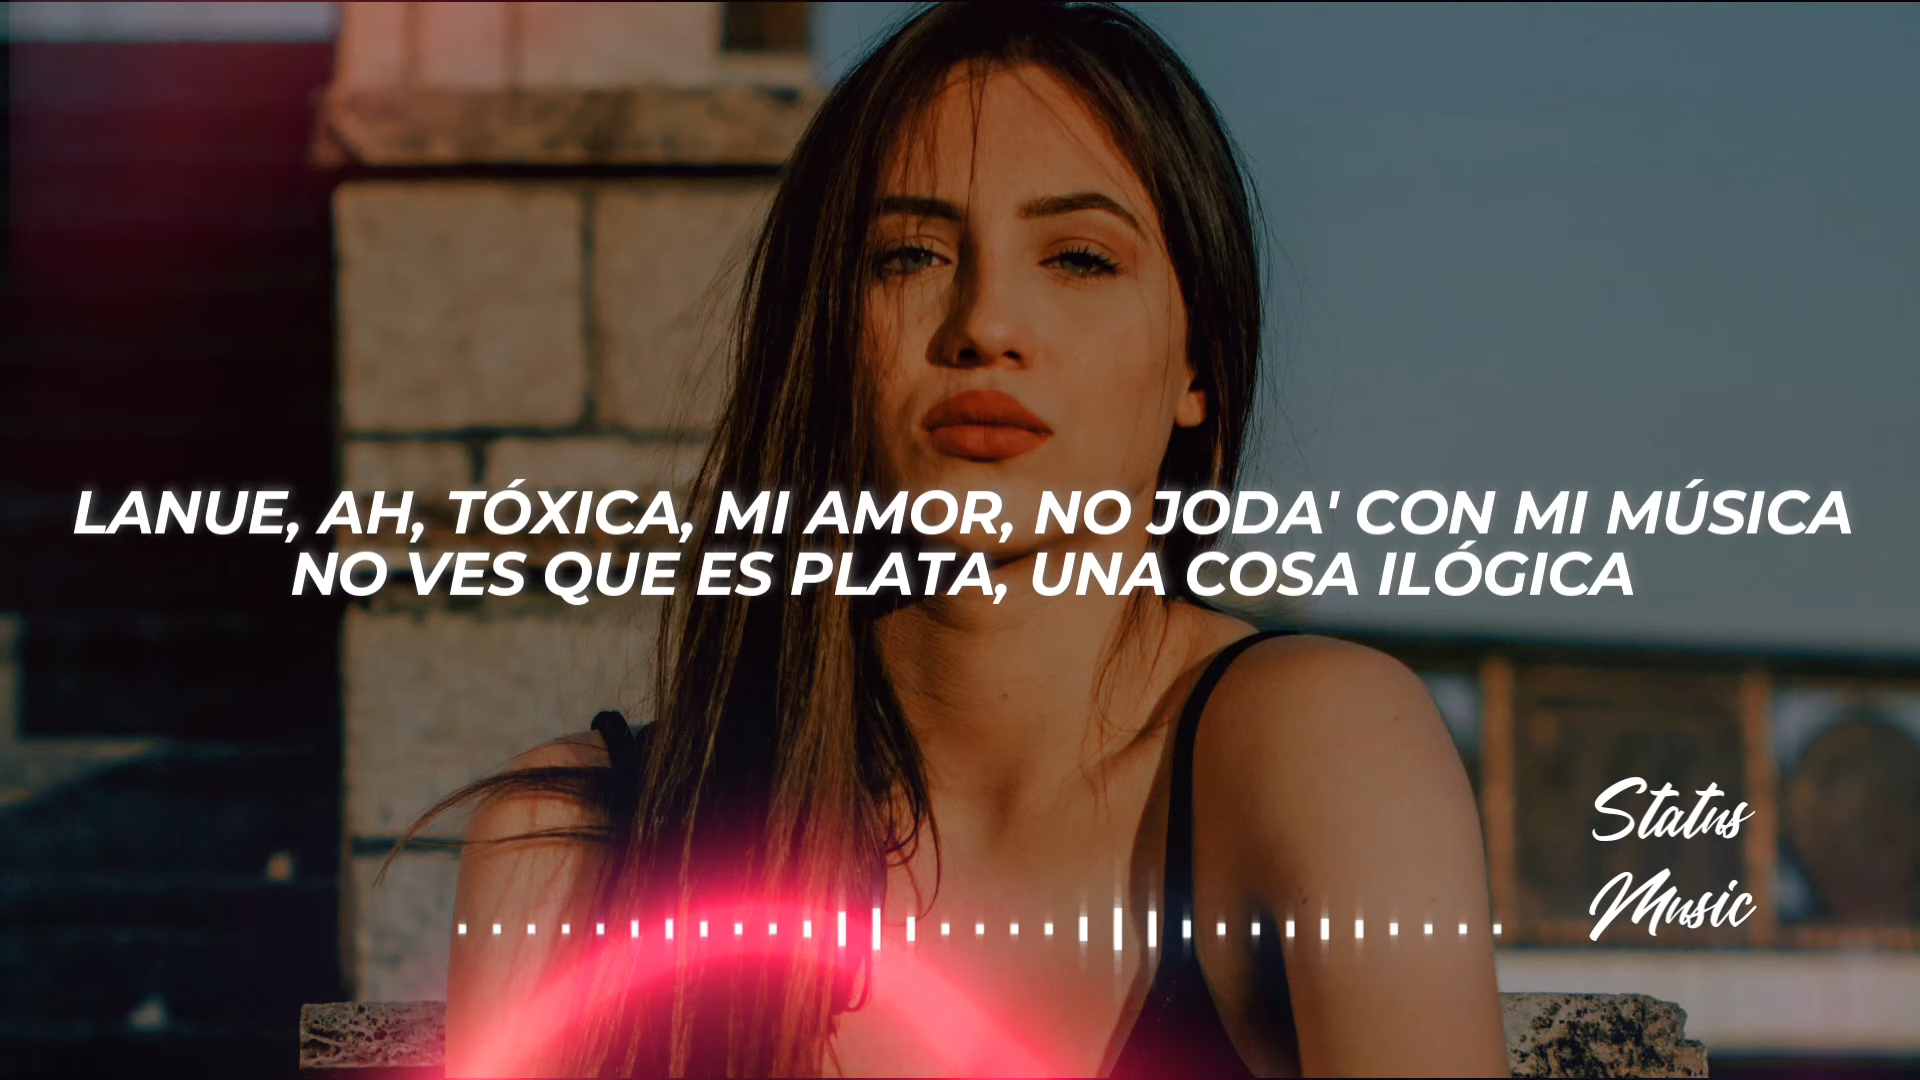 LANUE, AH, TÓXICA, MI AMOR, NO JODA' CON MI MÚSICA
NO VES QUE ES PLATA, UNA COSA ILÓGICA
Status
Music